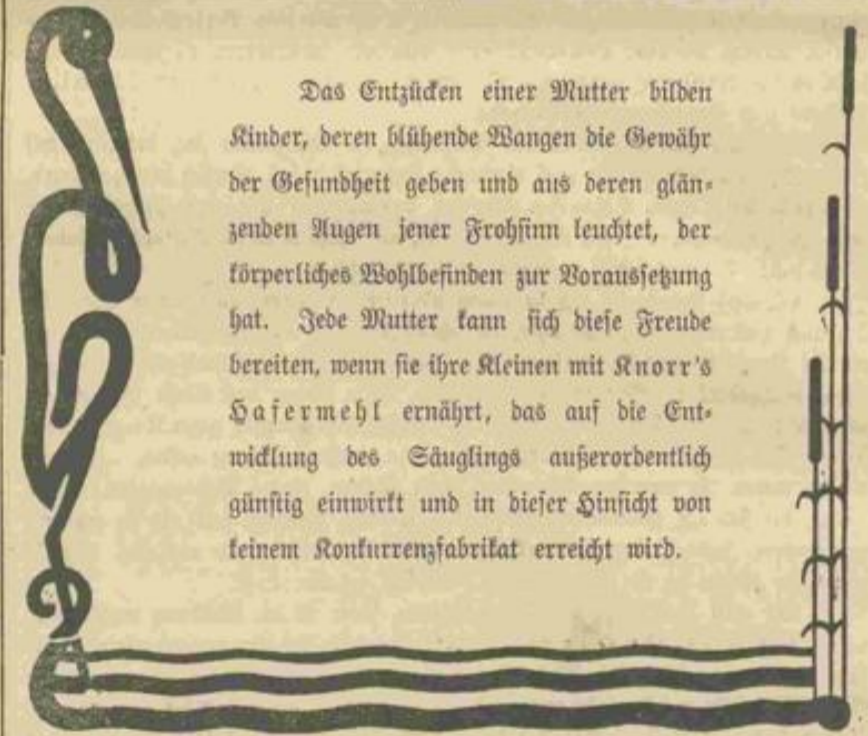 Das Entzücken einer Mutter bilden
Kinder, deren blühende Wangen die Gewähr
der Gesundheit geben und aus deren glän-
zenden Augen jener Frohsinn leuchtet, der
körperliches Wohlbefinden zur Voraussetzung
hat. Jede Mutter kann sich diese Freude
bereiten, wenn sie ihre Kleinen mit Knorr's
Hafermehl ernährt, das auf die Ent-
wicklung des Säuglings außerordentlich
günstig einwirkt und in dieser Hinsicht von
keinem Konkurrenzfabrikat erreicht wird.